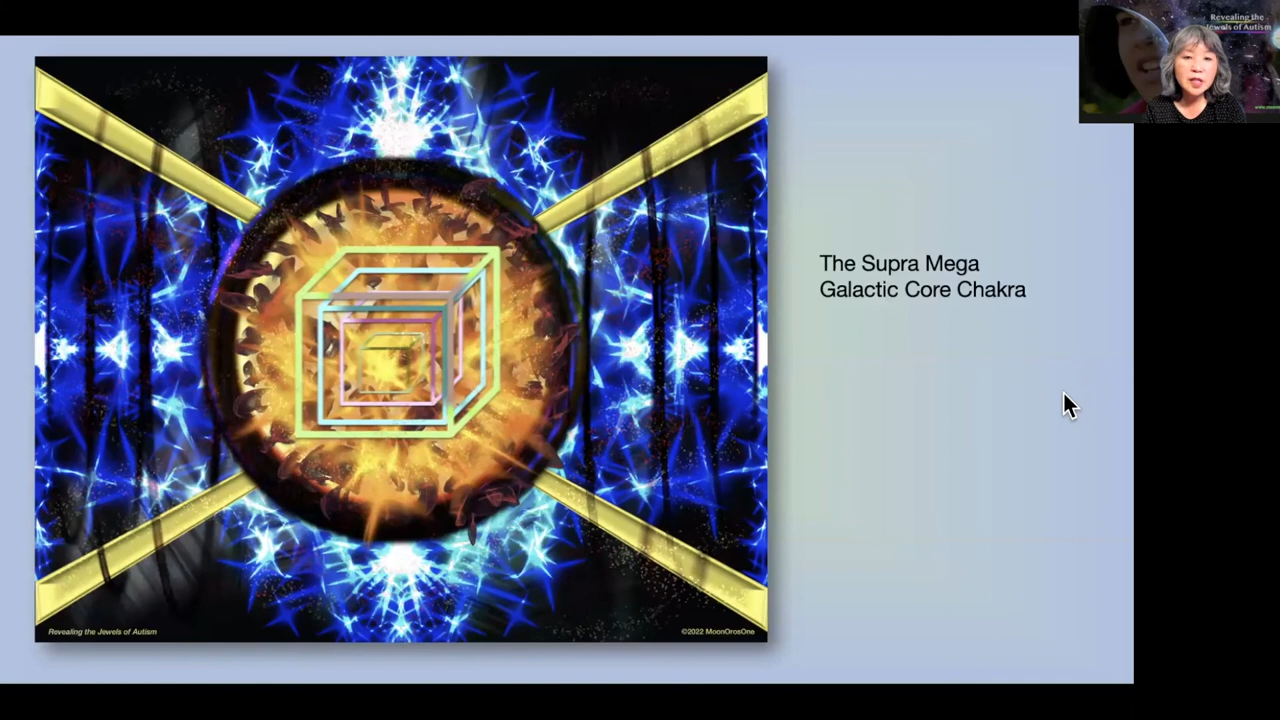 Revealing the
Jewels of Autism
The Supra Mega
Galactic Core Chakra
Revealing the Jewels of Autism
©2022 MoonOrosOne